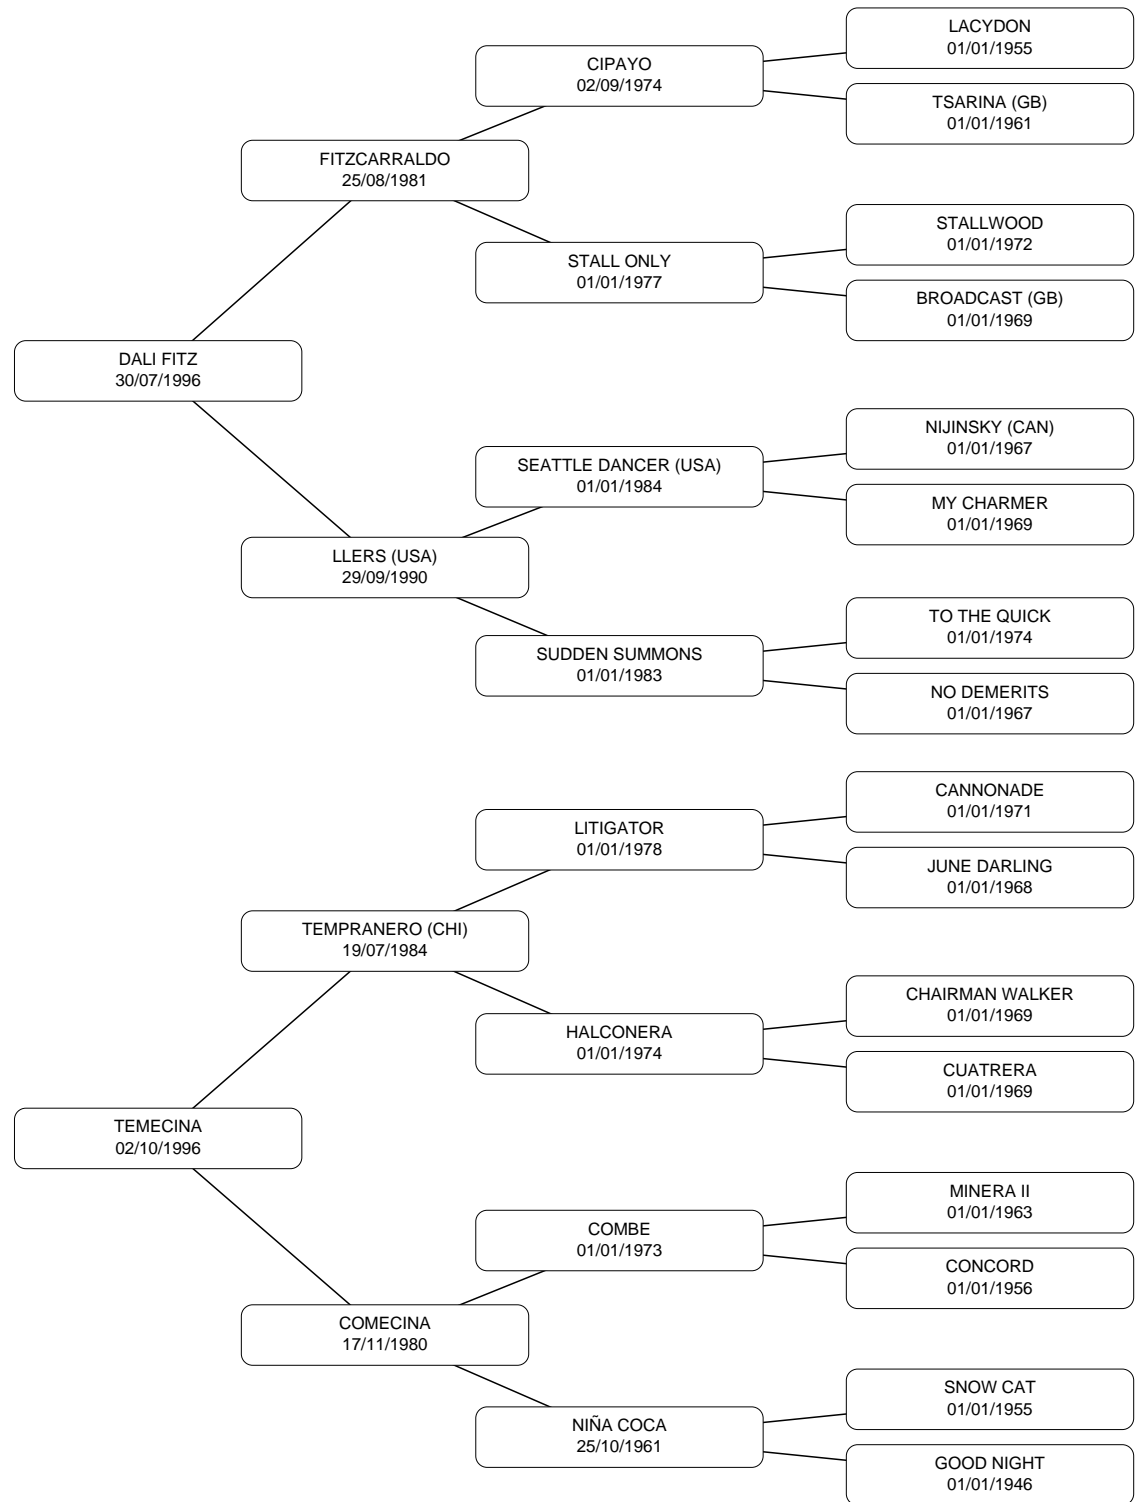 LACYDON
01/01/1955
CIPAYO
02/09/1974
TSARINA (GB)
01/01/1961
FITZCARRALDO
25/08/1981
STALLWOOD
01/01/1972
STALL ONLY
01/01/1977
BROADCAST (GB)
01/01/1969
DALI FITZ
30/07/1996
NIJINSKY (CAN)
01/01/1967
SEATTLE DANCER (USA)
01/01/1984
MY CHARMER
01/01/1969
LLERS (USA)
29/09/1990
TO THE QUICK
01/01/1974
SUDDEN SUMMONS
01/01/1983
NO DEMERITS
01/01/1967
CANNONADE
01/01/1971
LITIGATOR
01/01/1978
JUNE DARLING
01/01/1968
TEMPRANERO (CHI)
19/07/1984
CHAIRMAN WALKER
01/01/1969
HALCONERA
01/01/1974
CUATRERA
01/01/1969
TEMECINA
02/10/1996
MINERA II
01/01/1963
COMBE
01/01/1973
CONCORD
01/01/1956
COMECINA
17/11/1980
SNOW CAT
01/01/1955
NIÑA COCA
25/10/1961
GOOD NIGHT
01/01/1946